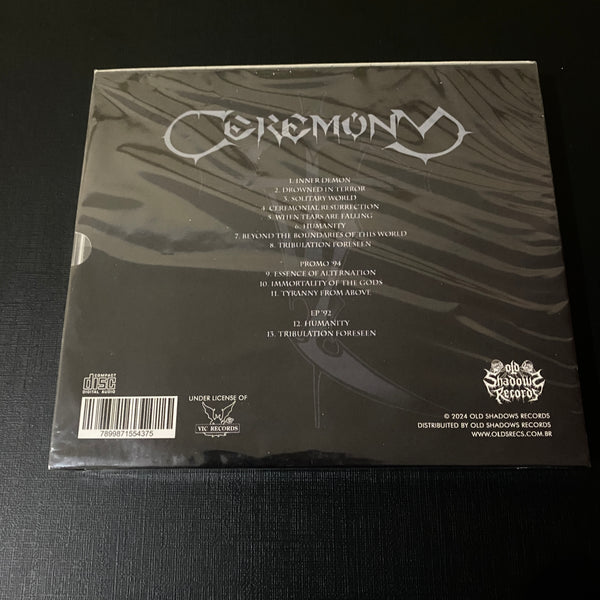 CEREMONY
1. INNER DEMON
2. DROWNED IN TERROR
3. SOLITARY WORLD
4. CEREMONIAL RESURRECTION
5. WHEN TEARS ARE FALLING
6. HUMANITY
7. BEYOND THE BOUNDARIES OF THIS WORLD
8. TRIBULATION FORESEEN
PROMO '94
9. ESSENCE OF ALTERNATION
10. IMMORTALITY OF THE GODS
11. TYRANNY FROM ABOVE
EP '92
12. HUMANITY
13. TRIBULATION FORESEEN
COMPACT
disc
DIGITAL AUDIO
7899871554375
UNDER LICENSE OF
VIC RECORDS
Old
Shadows
Records
© 2024 OLD SHADOWS RECORDS
DISTRIBUITED BY OLD SHADOWS RECORDS
WWW.OLDSRECS.COM.BR